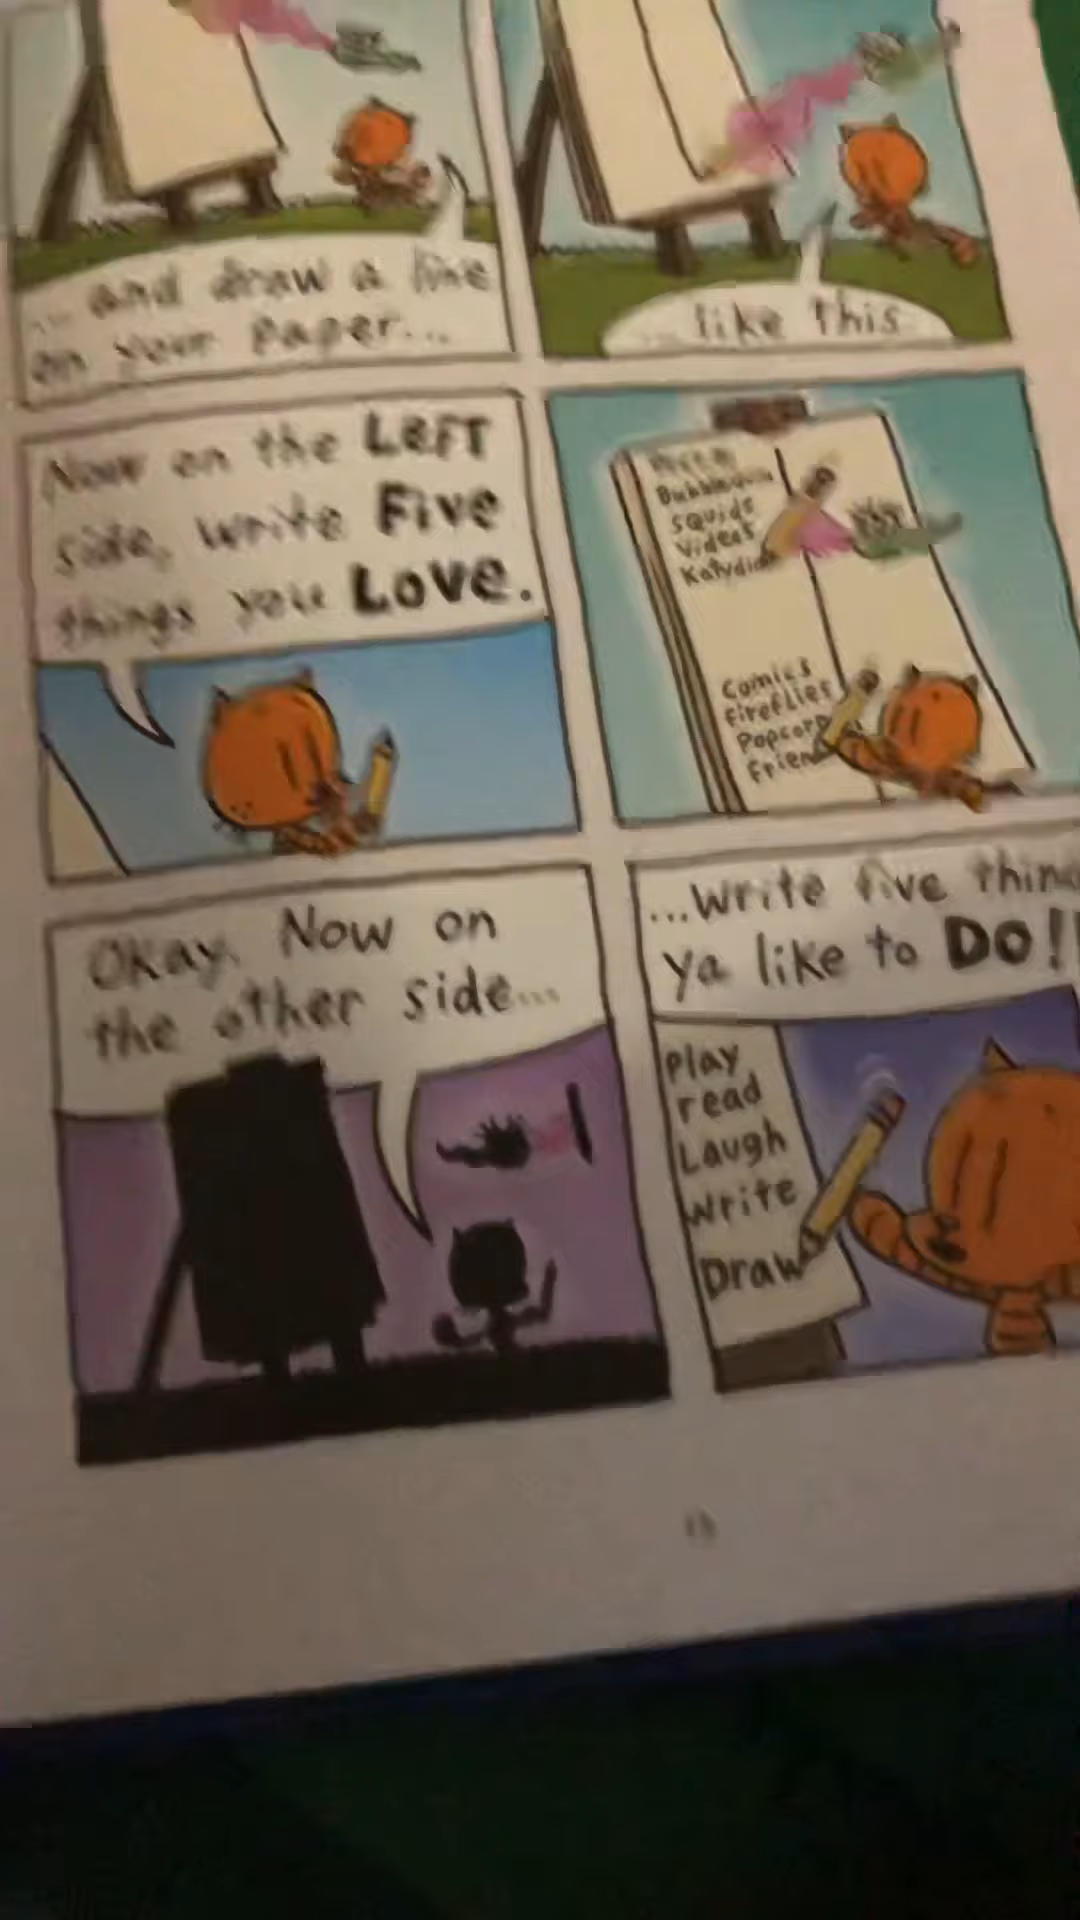 ... and draw a line
on your Paper...
...like this.
Now on the LEFT
side, write Five
things you LOVE.
squids
Videos
Comics
fireflies
Popcorn
Okay. Now on
the other side...
...Write five
ya like to DO!!
Play
read
Laugh
Write
Draw